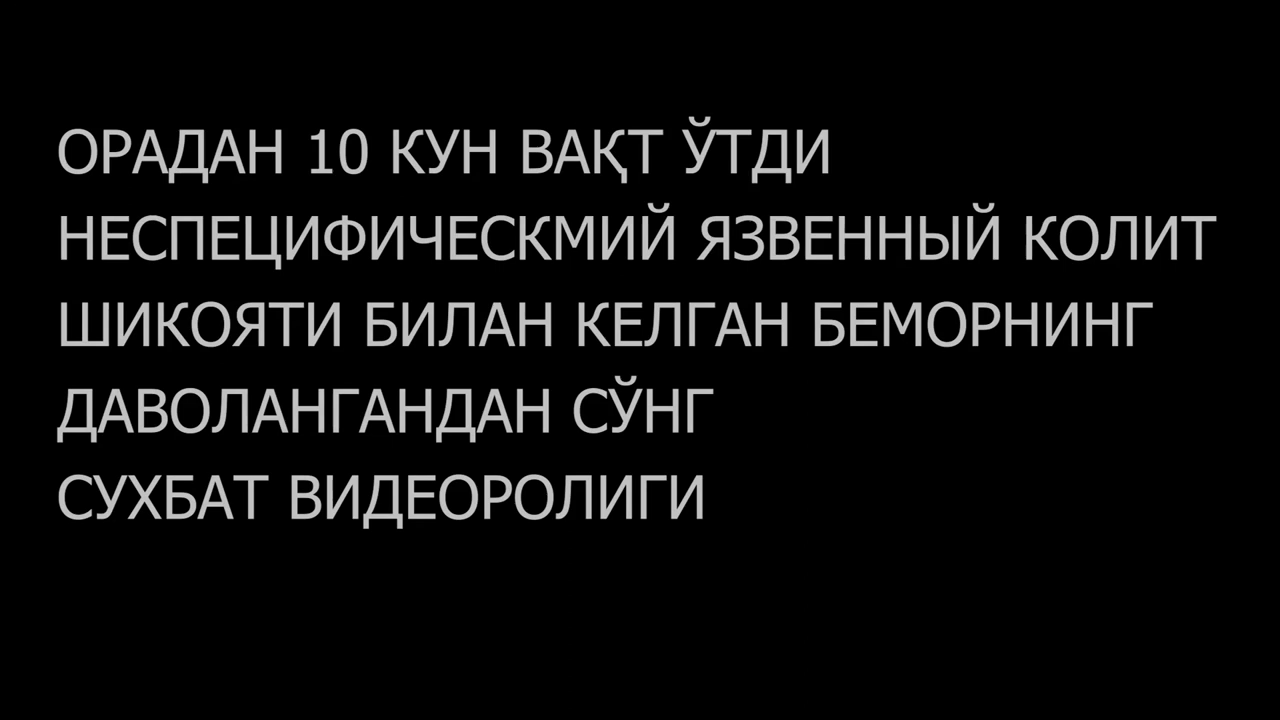 ОРАДАН 10 КУН ВАҚТ ЎТДИ
НЕСПЕЦИФИЧЕСКМИЙ ЯЗВЕННЫЙ КОЛИТ
ШИКОЯТИ БИЛАН КЕЛГАН БЕМОРНИНГ
ДАВОЛАНГАНДАН СЎНГ
СУХБАТ ВИДЕОРОЛИГИ